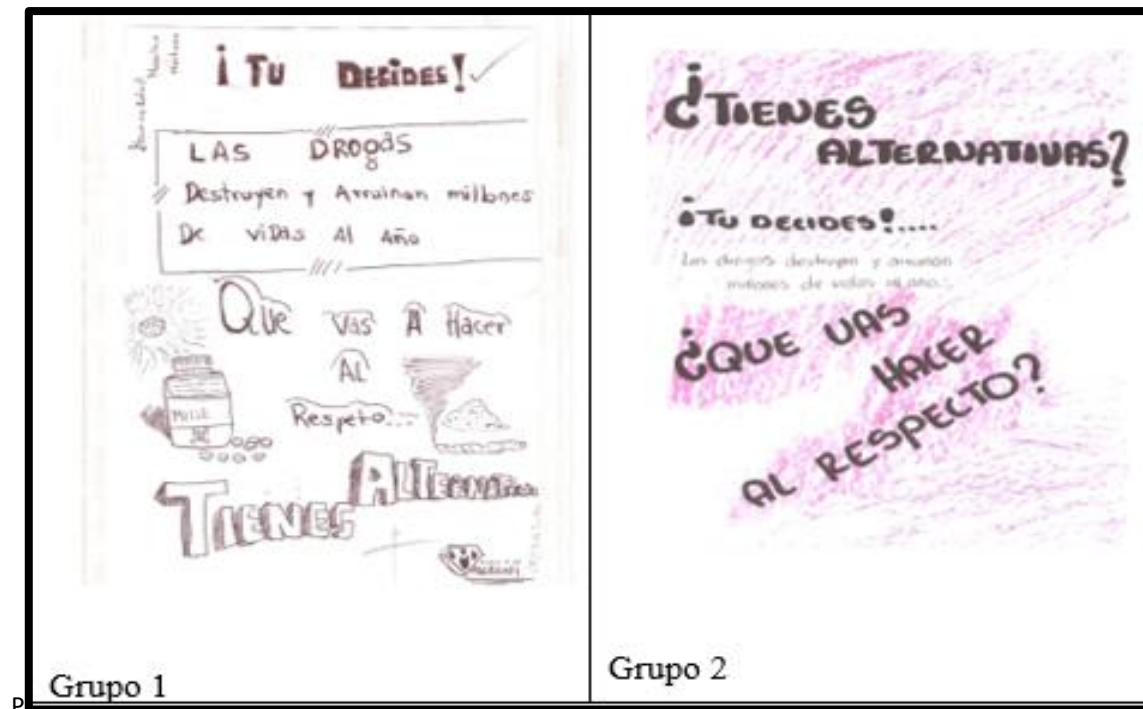 ¡TU DECIDES!
LAS DROgAS
Destruyen y Arruinan millones
De viDAs Al Año
Que Vas A Hacer
AL
Respeto...
TIENES
Grupo 1
¿TIENES
ALTERNATIVAS?
¡TU DECIDES!....
Las drogas destruyen y arruinan
millones de vidas al año...
¿QUE VAS
HACER
AL RESPECTO?
Grupo 2
P